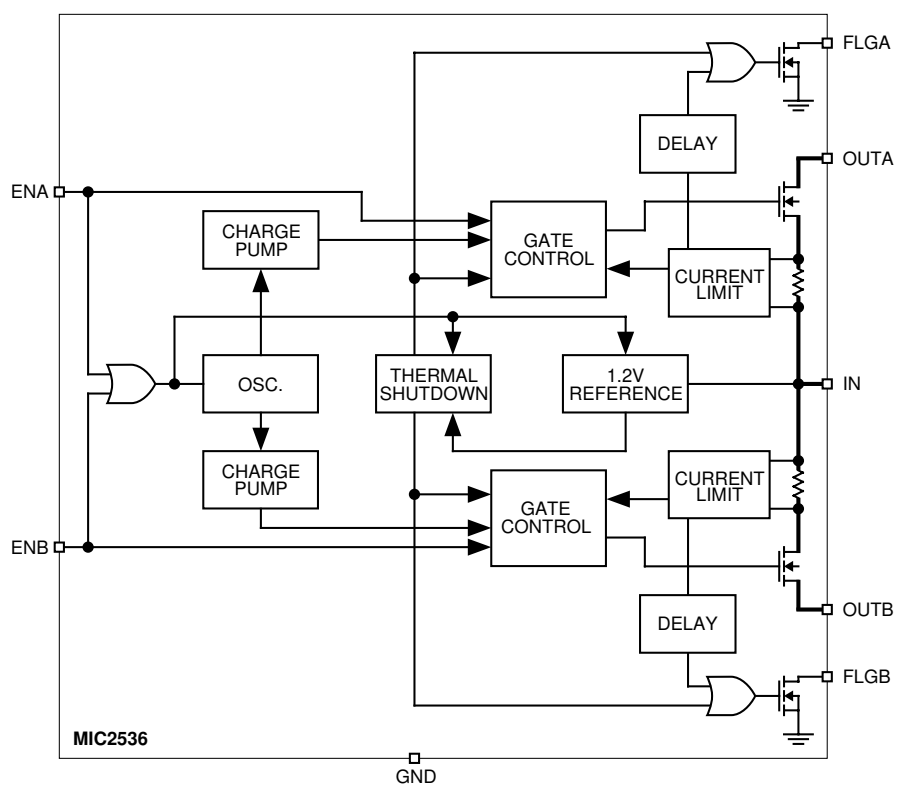 FLGA
DELAY
OUTA
ENA
CHARGE
PUMP
GATE
CONTROL
CURRENT
LIMIT
OSC.
THERMAL
SHUTDOWN
1.2V
REFERENCE
IN
CHARGE
PUMP
GATE
CONTROL
CURRENT
LIMIT
ENB
DELAY
OUTB
FLGB
MIC2536
GND